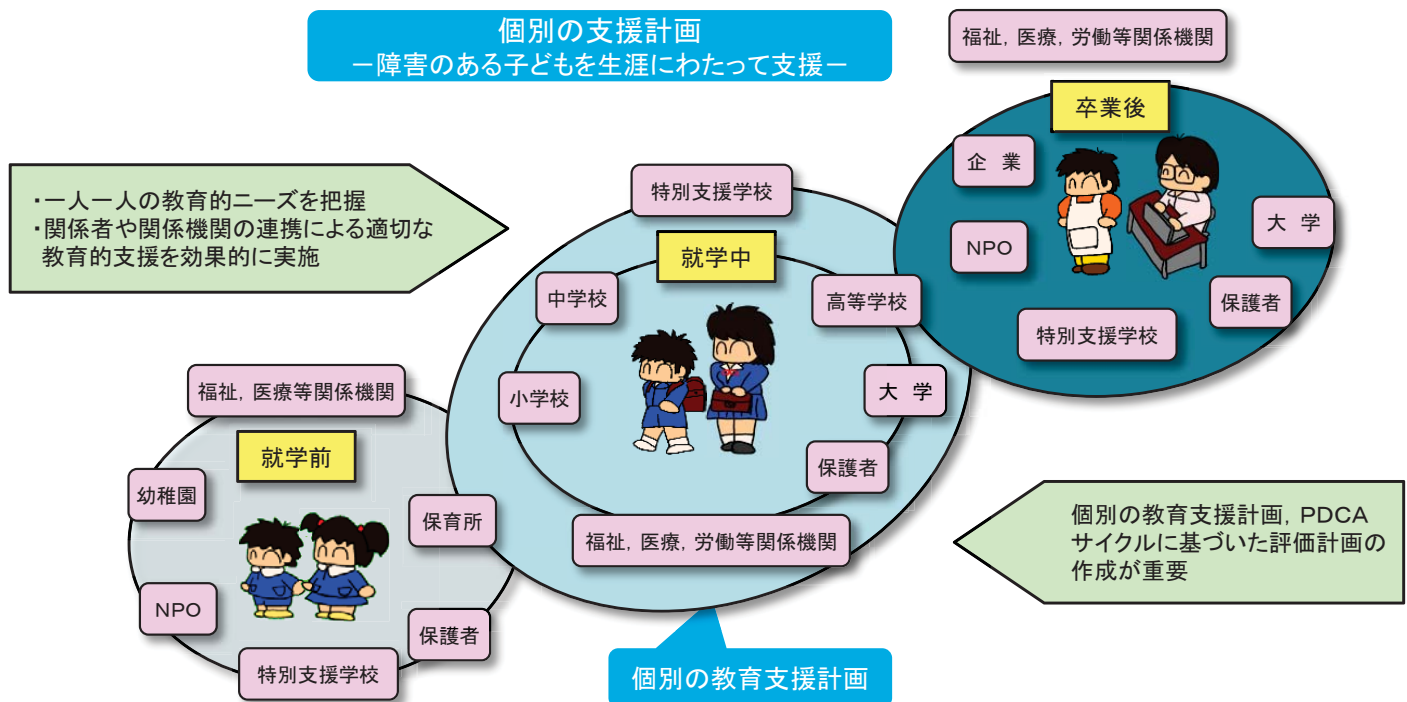 個別の支援計画
－障害のある子どもを生涯にわたって支援－
福祉，医療，労働等関係機関
卒業後
企　業
NPO
大　学
保護者
特別支援学校
・一人一人の教育的ニーズを把握
・関係者や関係機関の連携による適切な
教育的支援を効果的に実施
特別支援学校
就学中
中学校
高等学校
小学校
大　学
保護者
福祉，医療，労働等関係機関
福祉，医療等関係機関
就学前
幼稚園
保育所
NPO
保護者
特別支援学校
個別の教育支援計画，PDCA
サイクルに基づいた評価計画の
作成が重要
個別の教育支援計画